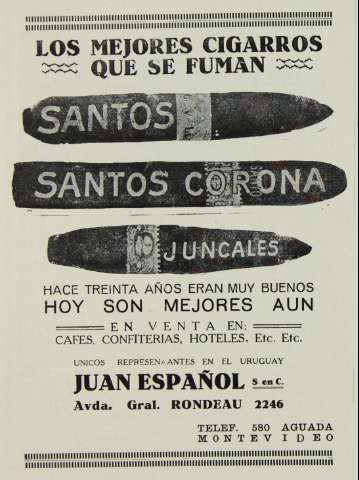 LOS MEJORES CIGARROS
QUE SE FUMAN
SANTOS
SANTOS CORONA
JUNCALES
HACE TREINTA AÑOS ERAN MUY BUENOS
HOY SON MEJORES AUN
EN VENTA EN:
CAFES, CONFITERIAS, HOTELES, Etc. Etc.
UNICOS REPRESENTANTES EN EL URUGUAY
JUAN ESPAÑOL S en C.
Avda. Gral. RONDEAU 2246
TELEF. 580 AGUADA
MONTEVIDEO